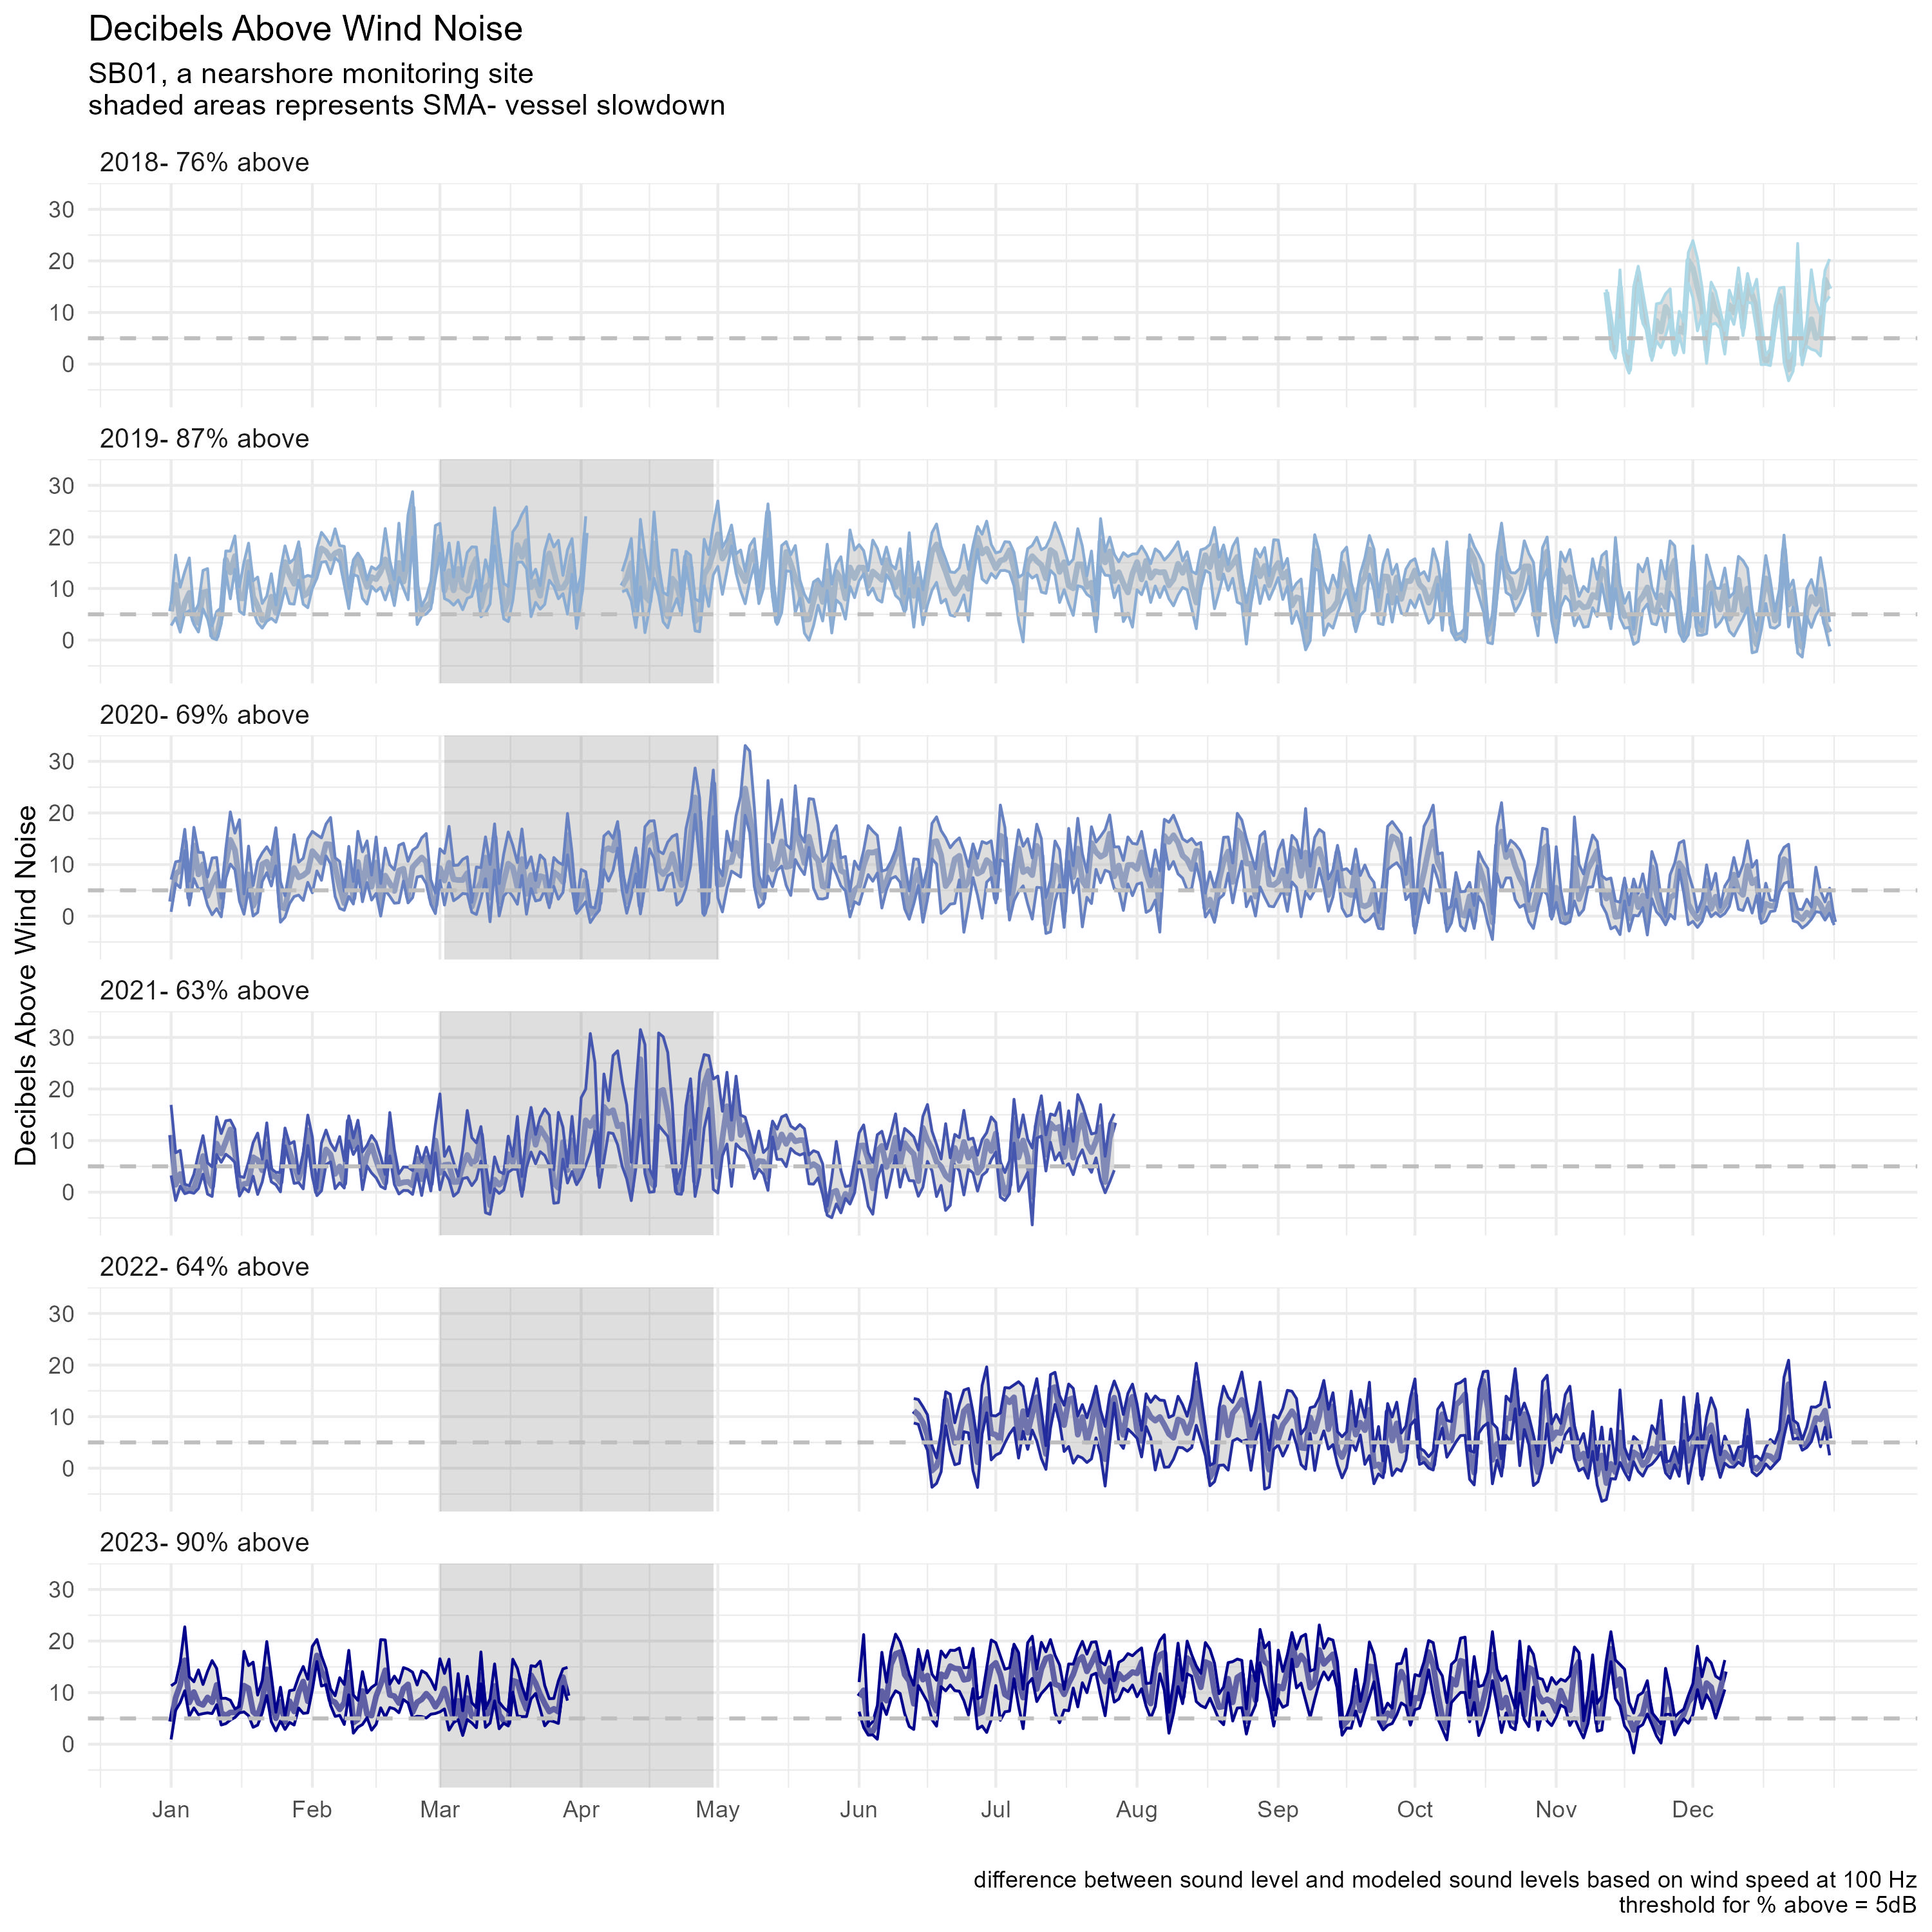 Decibels Above Wind Noise
SB01, a nearshore monitoring site
shaded areas represents SMA- vessel slowdown
2018- 76% above
30
20
10
0
2019- 87% above
30
20
10
0
2020- 69% above
30
20
10
0
2021- 63% above
30
20
10
0
2022- 64% above
30
20
10
0
2023- 90% above
30
20
10
0
Decibels Above Wind Noise
Jan Feb Mar Apr May Jun Jul Aug Sep Oct Nov Dec
difference between sound level and modeled sound levels based on wind speed at 100 Hz
threshold for % above = 5dB